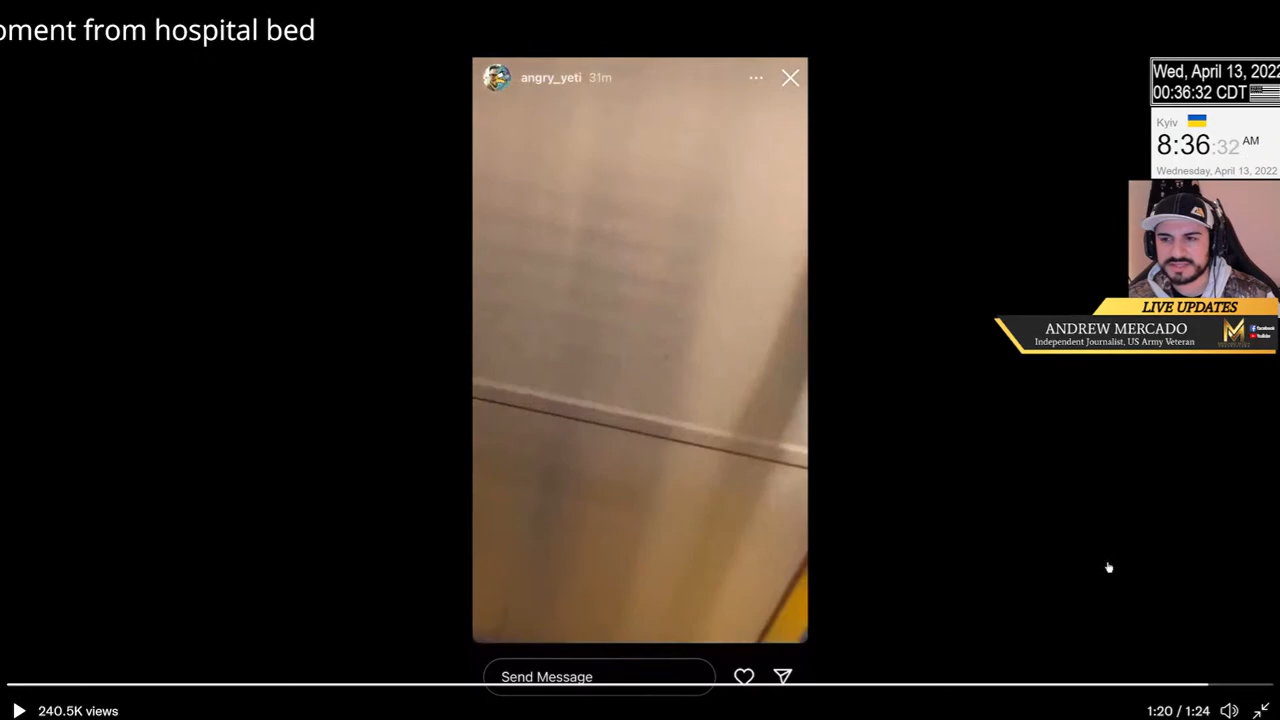 oment from hospital bed
angry_yeti 31m
Wed, April 13, 2022
00:36:32 CDT
Kyiv
8:36:32 AM
Wednesday, April 13, 2022
LIVE UPDATES
ANDREW MERCADO
Independent Journalist, US Army Veteran
facebook
YouTube
Send Message
240.5K views
1:20 / 1:24